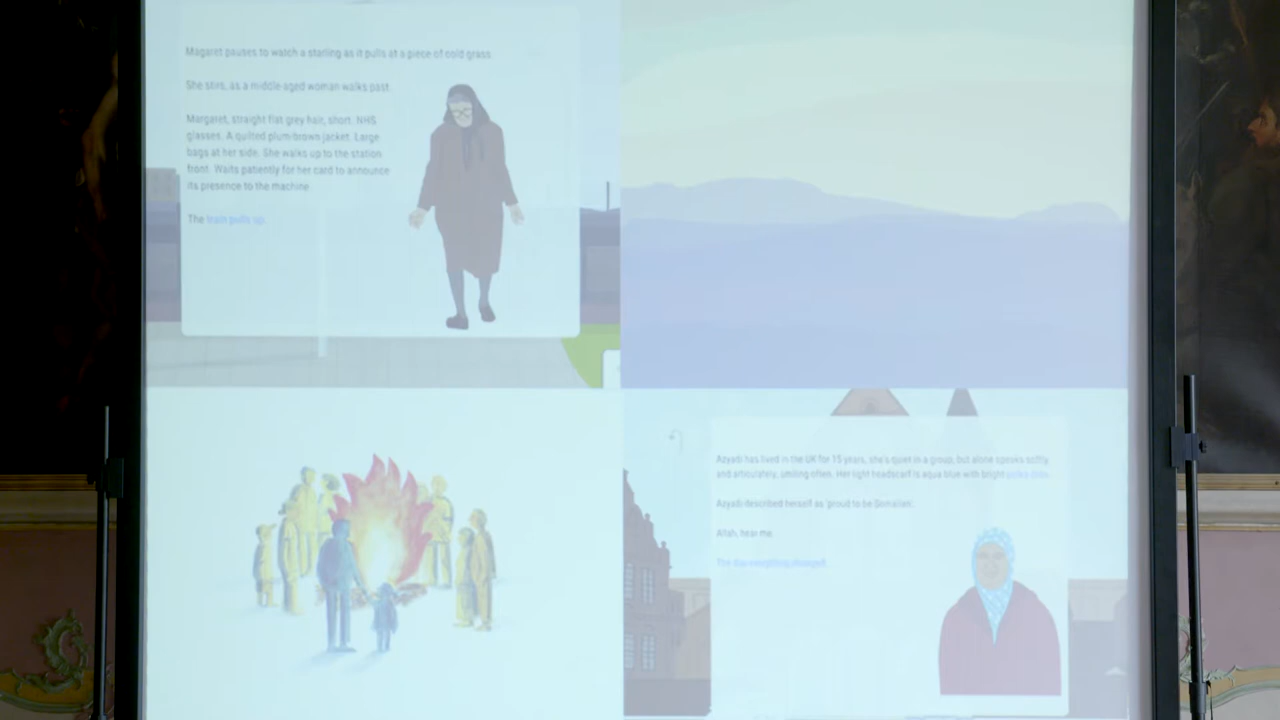 Magaret pauses to watch a starling as it pulls at a piece of cold grass.
She stirs, as a middle-aged woman walks past.
Margaret, straight flat grey hair, short. NHS
glasses. A quilted plum-brown jacket. Large
bags at her side. She walks up to the station
front. Waits patiently for her card to announce
its presence to the machine.
The train pulls up.
Azyadi has lived in the UK for 15 years, she's quiet in a group, but alone speaks softly
and articulately, smiling often. Her light headscarf is aqua blue with bright polka dots.
Azyadi described herself as 'proud to be Somalian'.
Allah, hear me.
The day everything changed.